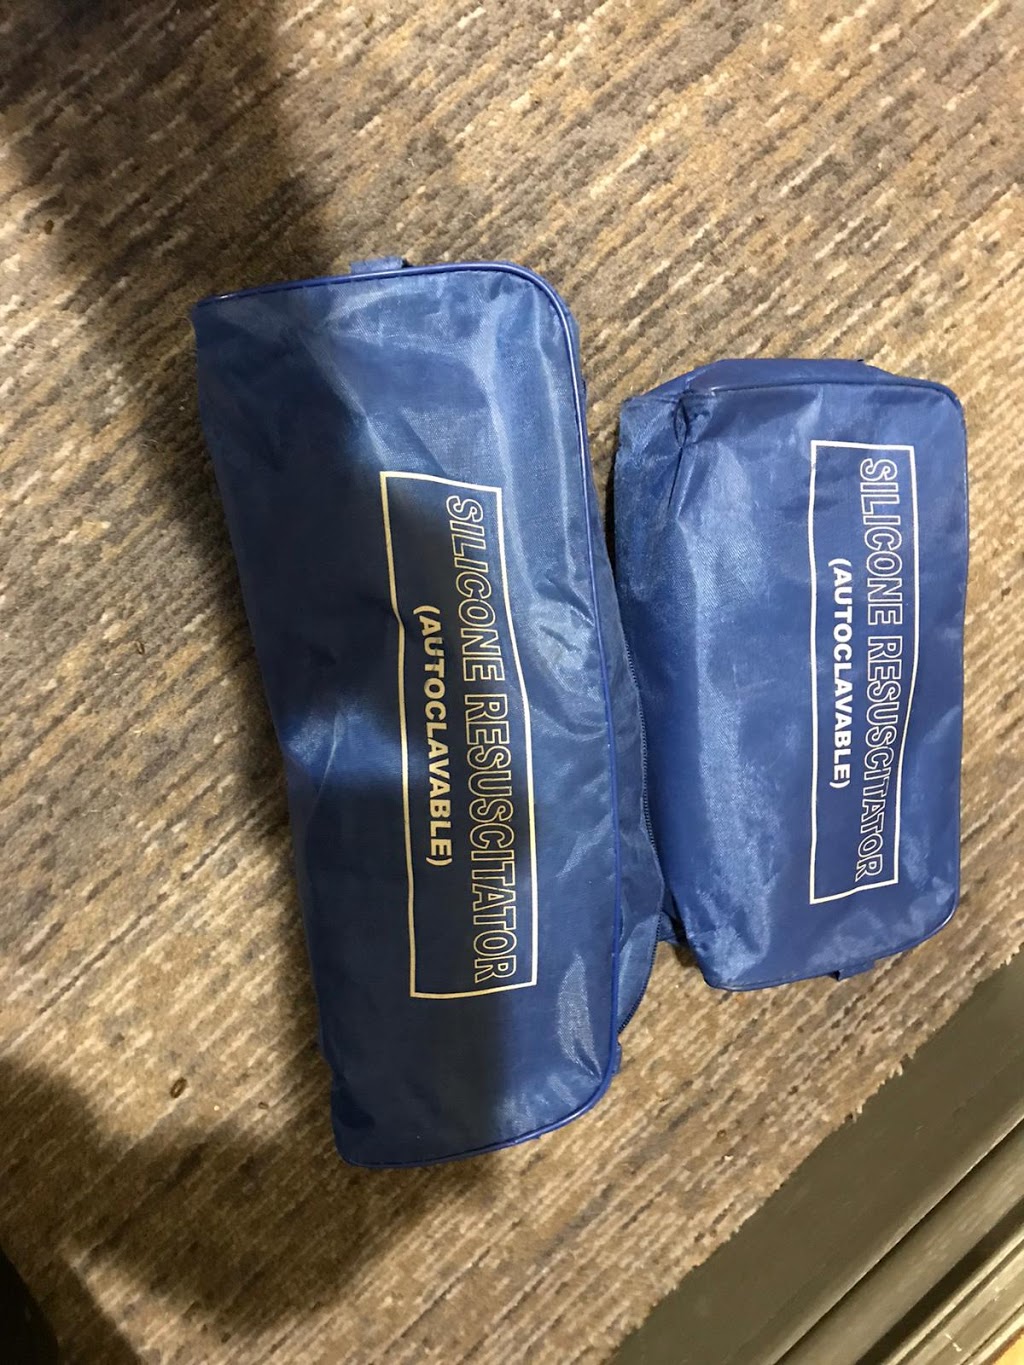 SILICONE RESUSCITATOR
(AUTOCLAVABLE)
SILICONE RESUSCITATOR
(AUTOCLAVABLE)